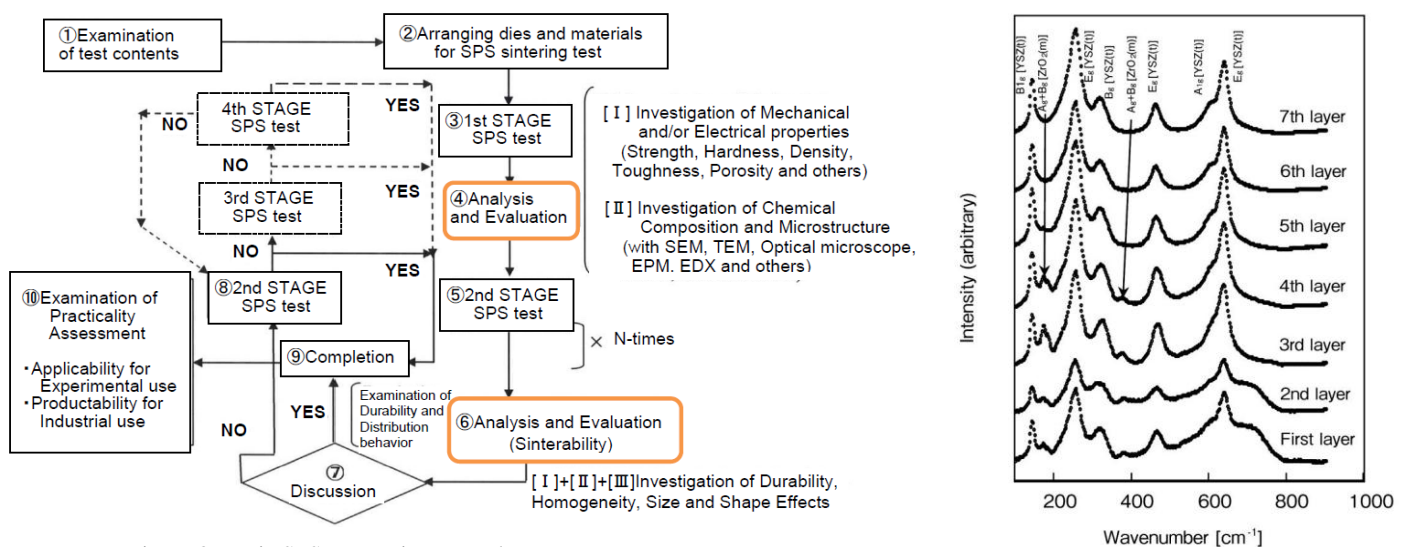 ①Examination
of test contents
②Arranging dies and materials
for SPS sintering test
4th STAGE
SPS test
YES
NO
③1st STAGE
SPS test
[Ⅰ] Investigation of Mechanical
and/or Electrical properties
(Strength, Hardness, Density,
Toughness, Porosity and others)
NO
YES
3rd STAGE
SPS test
④Analysis
and Evaluation
[Ⅱ] Investigation of Chemical
Composition and Microstructure
(with SEM, TEM, Optical microscope,
EPM. EDX and others)
NO
YES
⑧2nd STAGE
SPS test
⑤2nd STAGE
SPS test
× N-times
⑩Examination of
Practicality
Assessment
・Applicability for
Experimental use
・Productability for
Industrial use
⑨Completion
YES
Examination of
Durability and
Distribution
behavior
NO
⑥Analysis and Evaluation
(Sinterability)
⑦
Discussion
[Ⅰ]+[Ⅱ]+[Ⅲ]Investigation of Durability,
Homogeneity, Size and Shape Effects
B1g [YSZ(t)]
Ag+Bg [ZrO2(m)]
Eg [YSZ(t)]
Bg [YSZ(t)]
Ag+Bg [ZrO2(m)]
Eg [YSZ(t)]
A1g [YSZ(t)]
Eg [YSZ(t)]
7th layer
6th layer
5th layer
4th layer
3rd layer
2nd layer
First layer
Intensity (arbitrary)
200 400 600 800 1000
Wavenumber [cm-1]